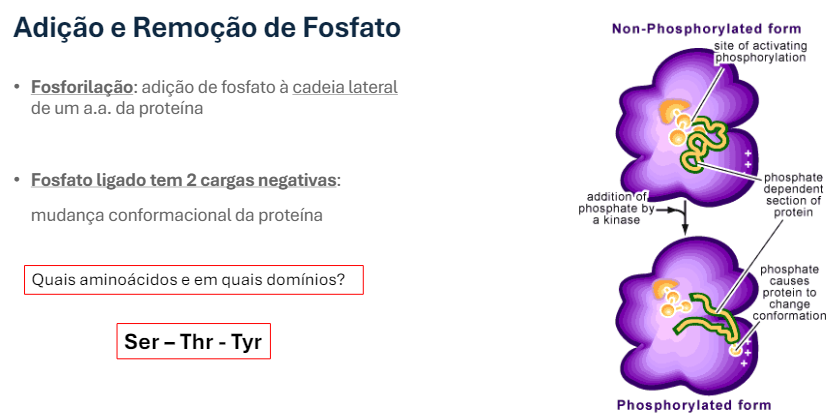 Adição e Remoção de Fosfato
• Fosforilação: adição de fosfato à cadeia lateral
de um a.a. da proteína
• Fosfato ligado tem 2 cargas negativas:
mudança conformacional da proteína
Quais aminoácidos e em quais domínios?
Ser – Thr - Tyr
Non-Phosphorylated form
site of activating
phosphorylation
+
+
phosphate
dependent
section of
protein
addition of
phosphate by
a kinase
phosphate
causes
protein to
change
conformation
+
+
+
Phosphorylated form